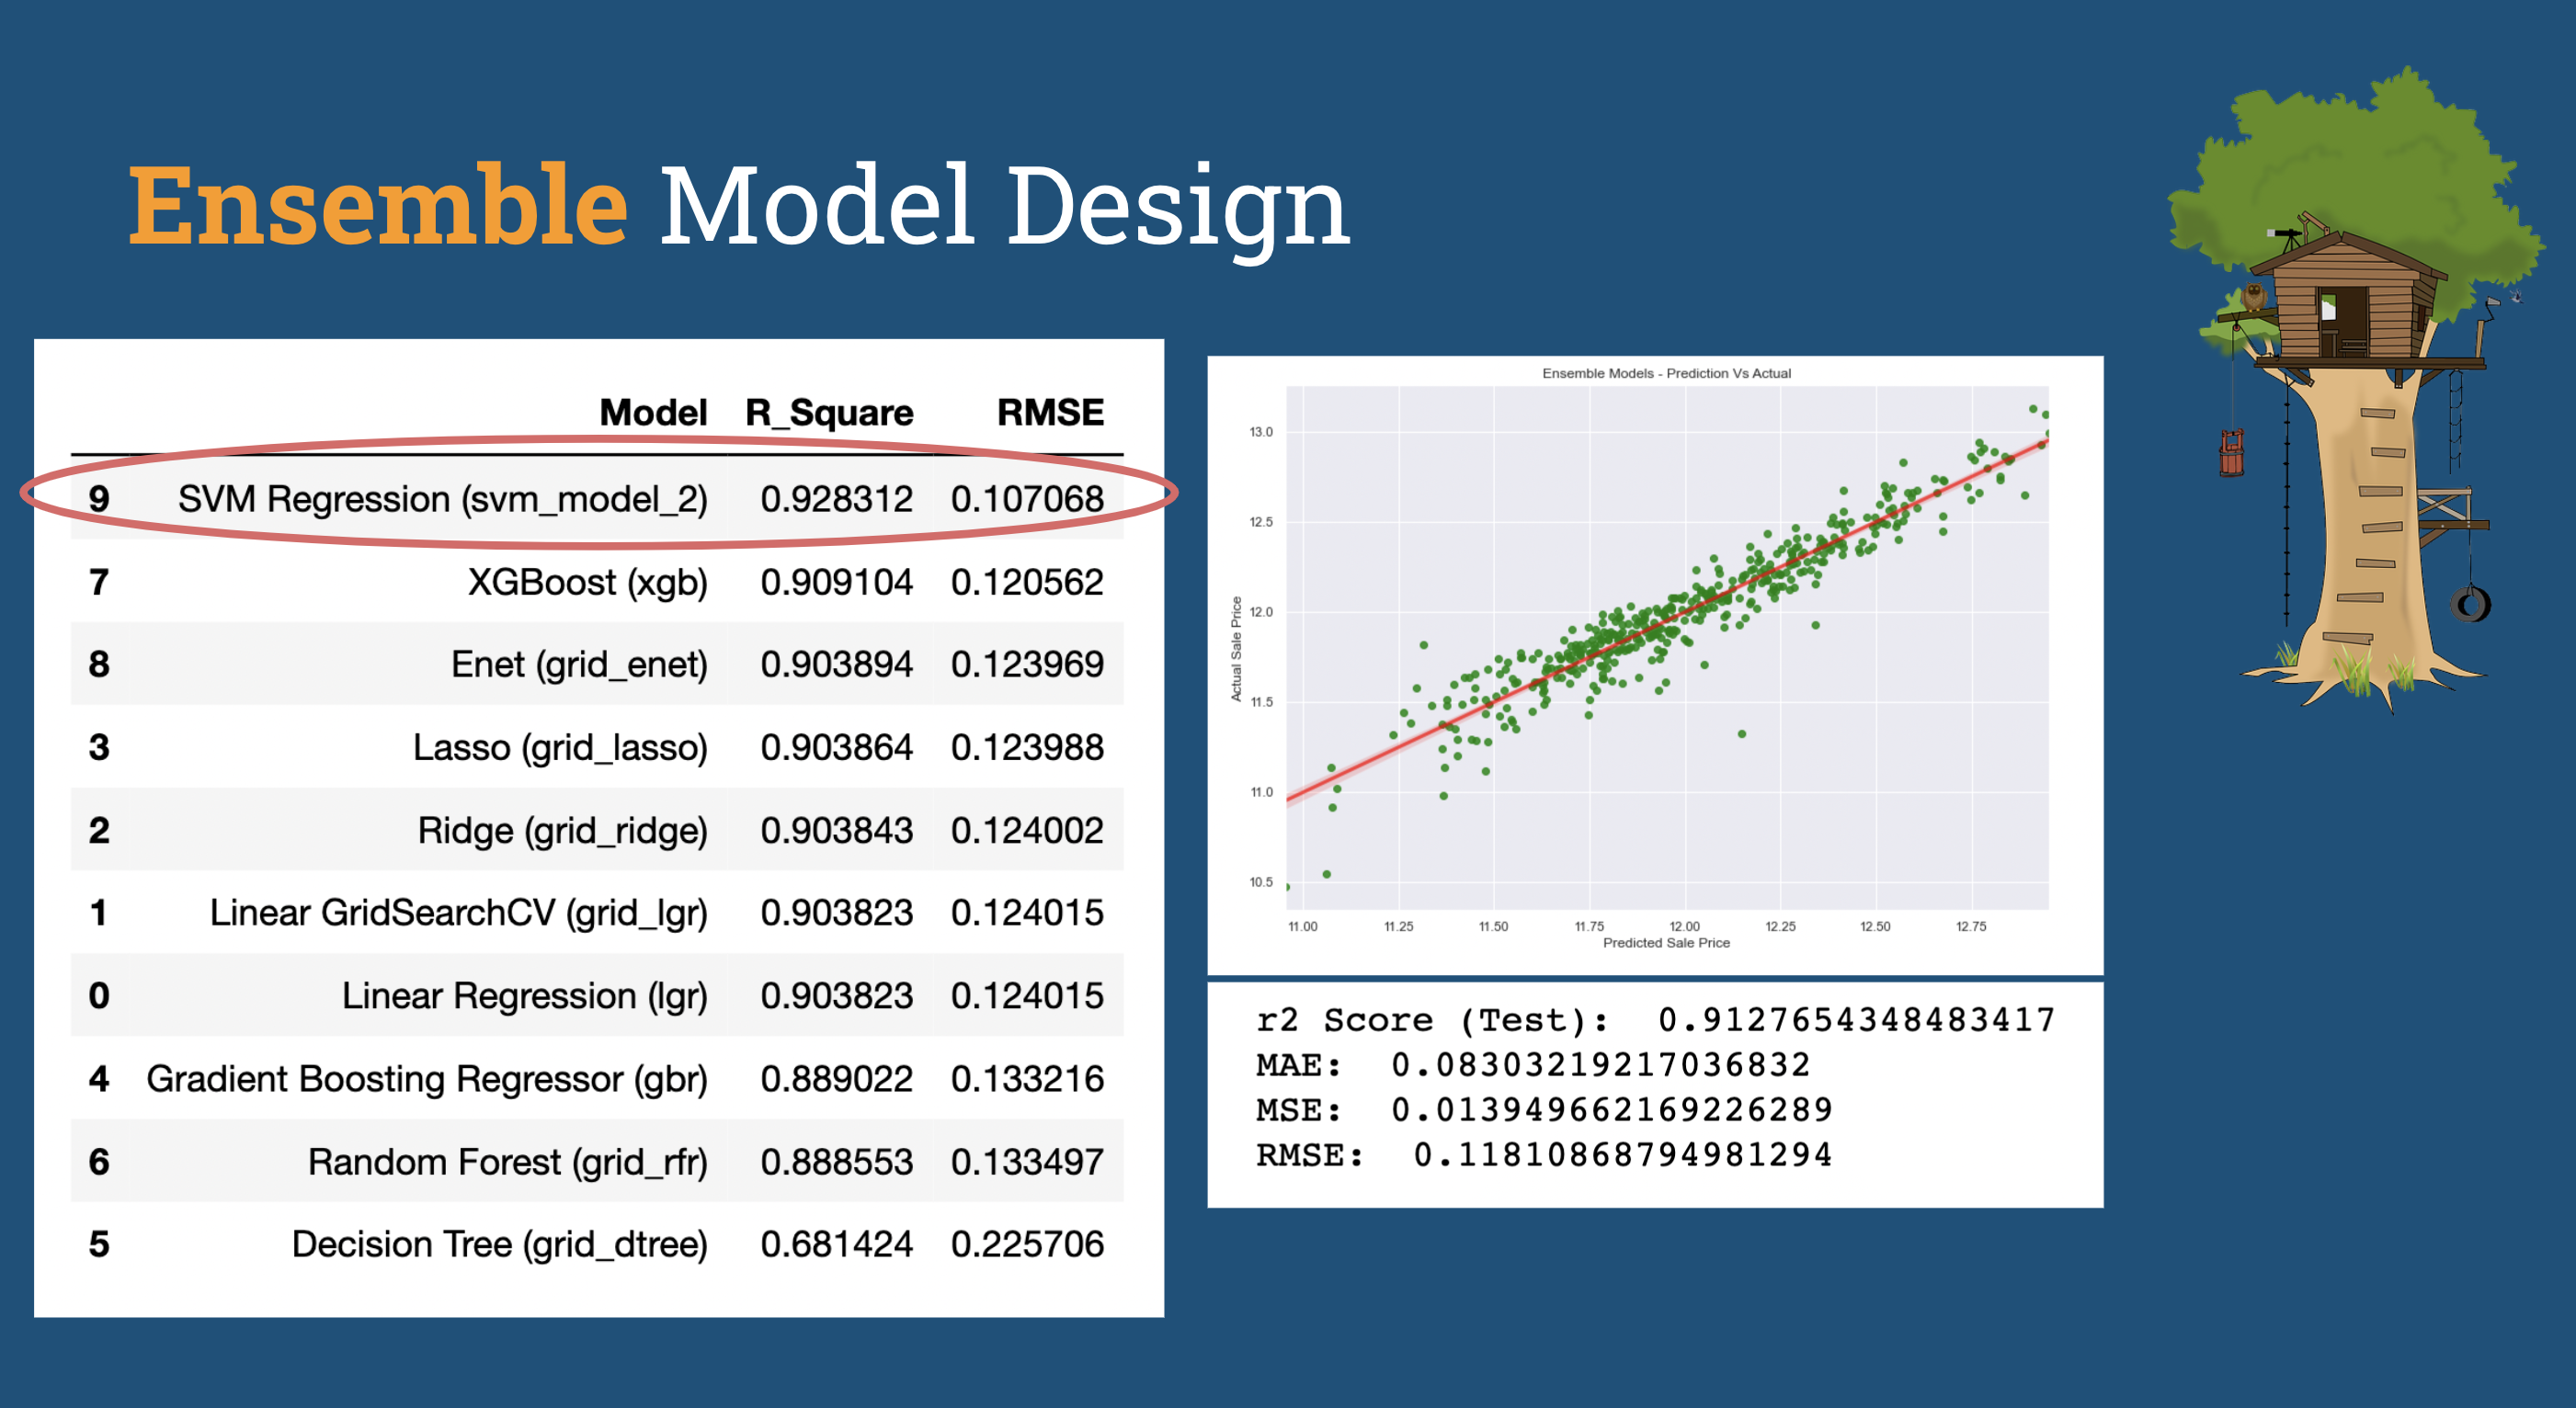 Ensemble Model Design
Model R_Square RMSE
9 SVM Regression (svm_model_2) 0.928312 0.107068
7 XGBoost (xgb) 0.909104 0.120562
8 Enet (grid_enet) 0.903894 0.123969
3 Lasso (grid_lasso) 0.903864 0.123988
2 Ridge (grid_ridge) 0.903843 0.124002
1 Linear GridSearchCV (grid_lgr) 0.903823 0.124015
0 Linear Regression (lgr) 0.903823 0.124015
4 Gradient Boosting Regressor (gbr) 0.889022 0.133216
6 Random Forest (grid_rfr) 0.888553 0.133497
5 Decision Tree (grid_dtree) 0.681424 0.225706
Ensemble Models - Prediction Vs Actual
Actual Sale Price
13.0
12.5
12.0
11.5
11.0
10.5
11.00 11.25 11.50 11.75 12.00 12.25 12.50 12.75
Predicted Sale Price
r2 Score (Test): 0.9127654348483417
MAE: 0.08303219217036832
MSE: 0.013949662169226289
RMSE: 0.11810868794981294